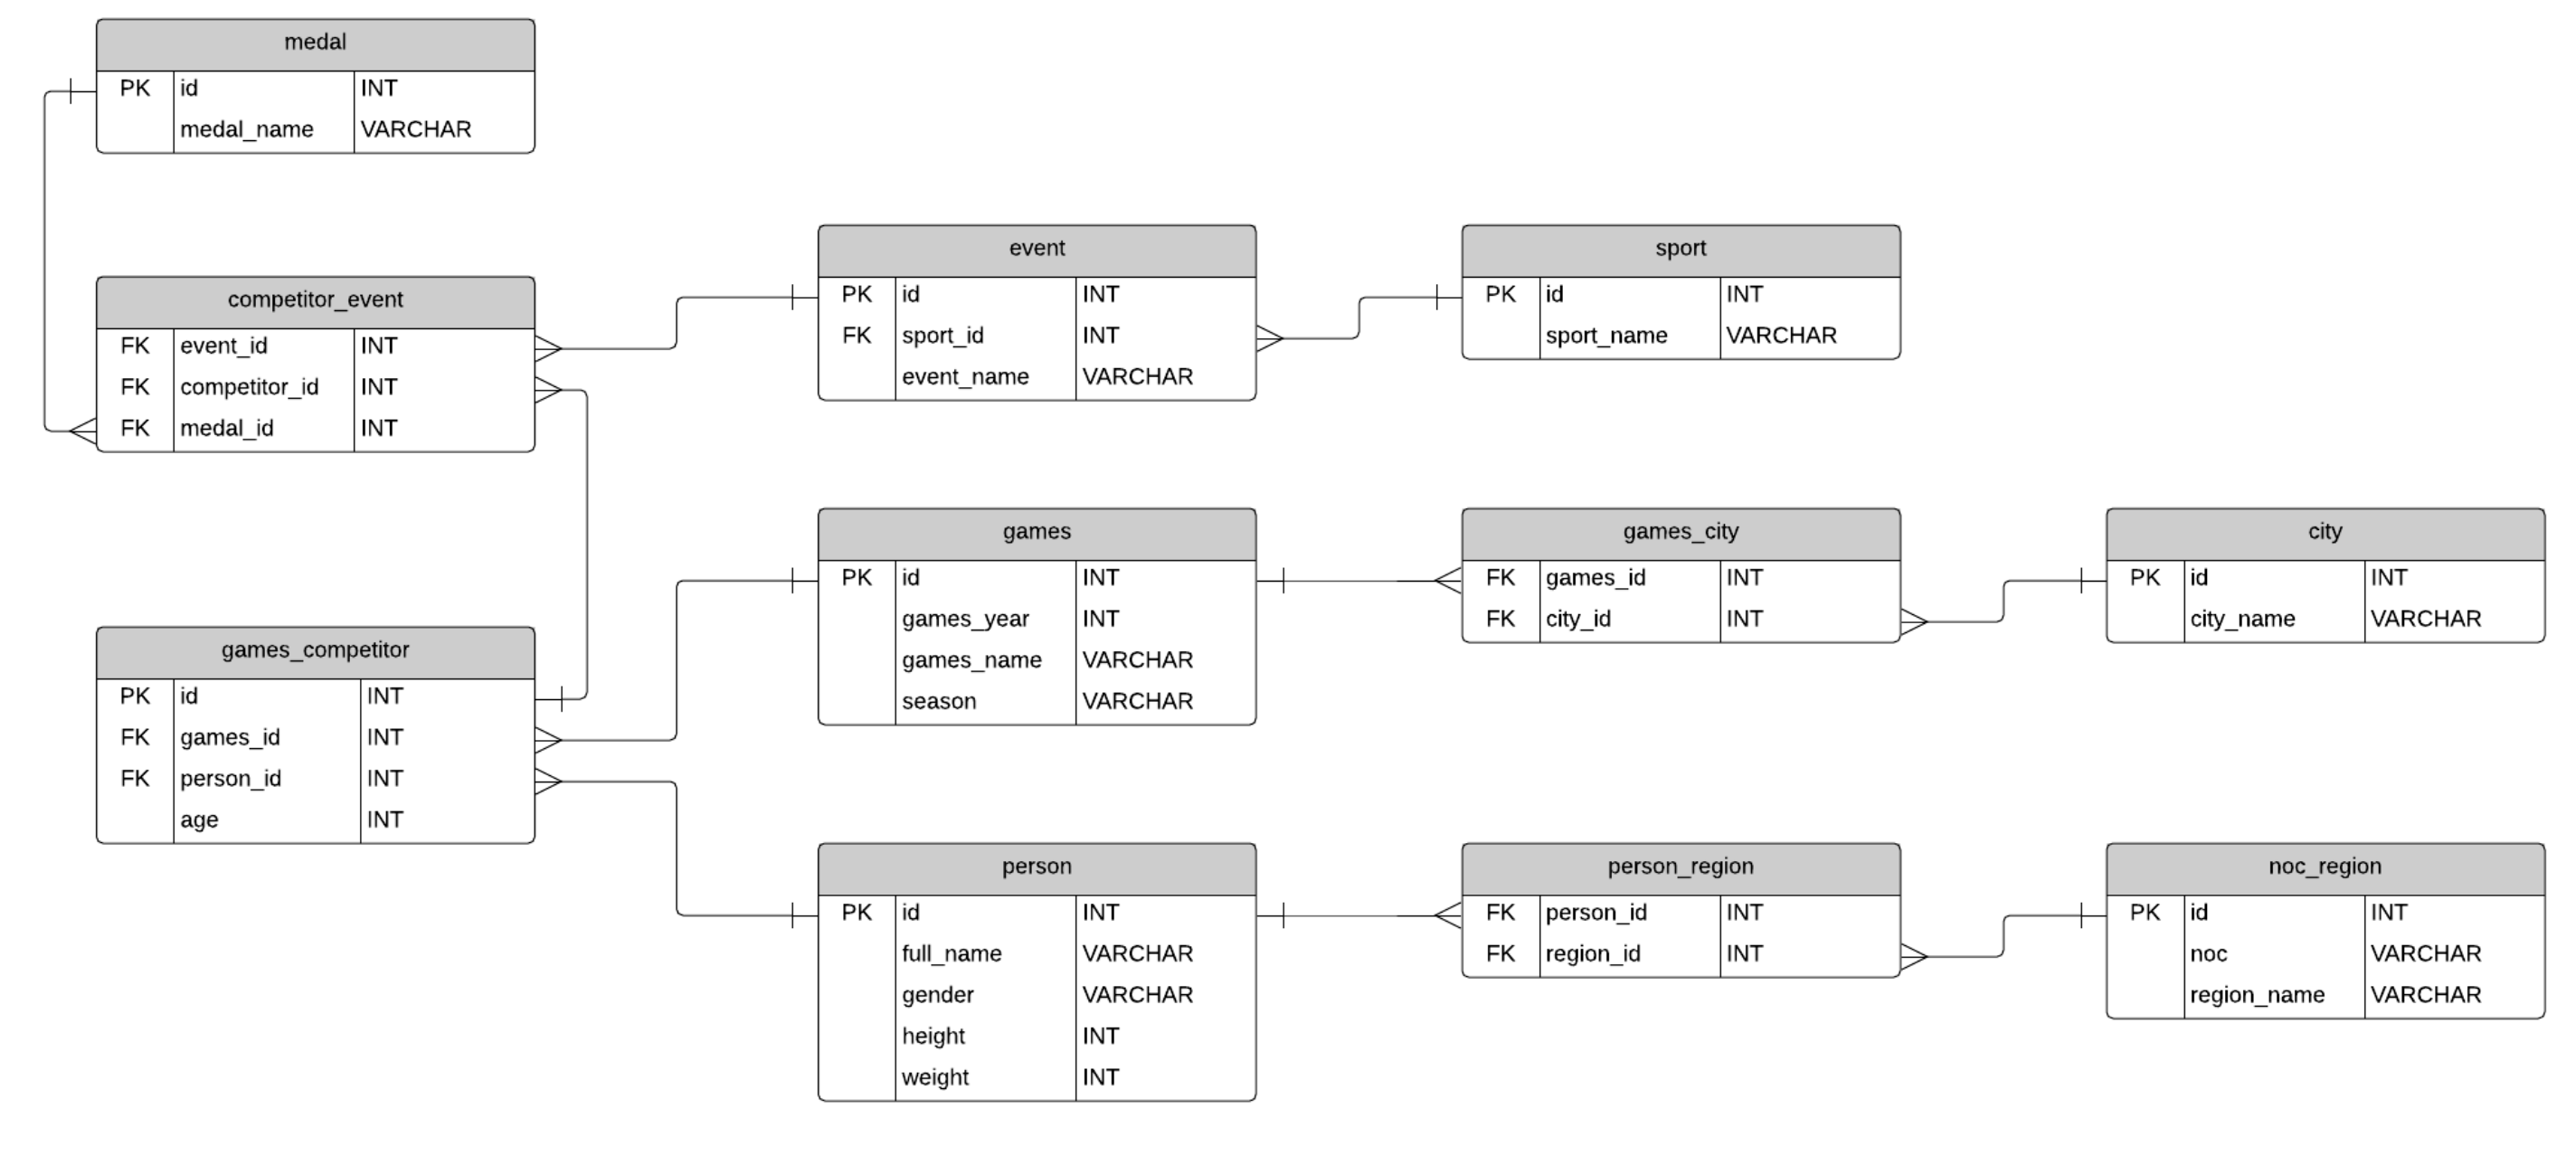 medal
PK id INT
medal_name VARCHAR
competitor_event
FK event_id INT
FK competitor_id INT
FK medal_id INT
event
PK id INT
FK sport_id INT
event_name VARCHAR
sport
PK id INT
sport_name VARCHAR
games_competitor
PK id INT
FK games_id INT
FK person_id INT
age INT
games
PK id INT
games_year INT
games_name VARCHAR
season VARCHAR
games_city
FK games_id INT
FK city_id INT
city
PK id INT
city_name VARCHAR
person
PK id INT
full_name VARCHAR
gender VARCHAR
height INT
weight INT
person_region
FK person_id INT
FK region_id INT
noc_region
PK id INT
noc VARCHAR
region_name VARCHAR